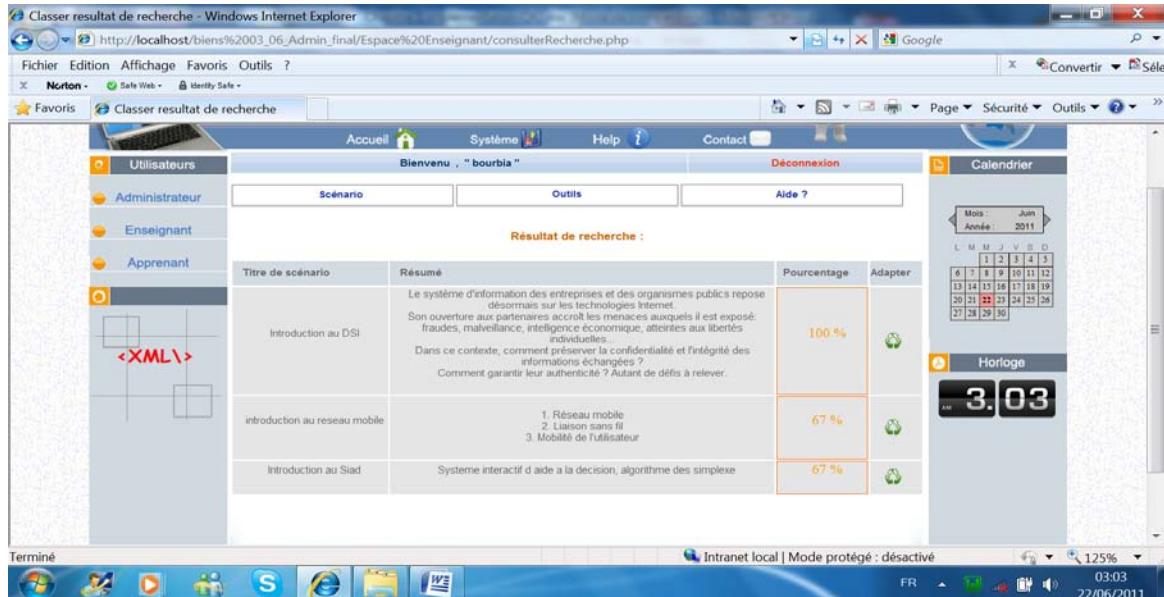 Classer resultat de recherche - Windows Internet Explorer
http://localhost/biens%2003_06_Admin_final/Espace%20Enseignant/consulterRecherche.php
Google
Fichier Edition Affichage Favoris Outils ?
x Convertir Séle
X Norton - Safe Web - Identity Safe -
Favoris Classer resultat de recherche Page Sécurité Outils »
Accueil Système Help Contact
Utilisateurs
Administrateur
Enseignant
Apprenant
<XML\>
Bienvenu , " bourbia " Déconnexion
Scénario Outils Aide ?
Résultat de recherche :
Titre de scénario Résumé Pourcentage Adapter
Introduction au DSI
Le système d'information des entreprises et des organismes publics repose
désormais sur les technologies Internet.
Son ouverture aux partenaires accroît les menaces auxquels il est exposé:
fraudes, malveillance, intelligence économique, atteintes aux libertés
individuelles...
Dans ce contexte, comment préserver la confidentialité et l'intégrité des
informations échangées ?
Comment garantir leur authenticité ? Autant de défis à relever.
100 %
introduction au reseau mobile
1. Réseau mobile
2. Liaison sans fil
3. Mobilité de l'utilisateur
67 %
Introduction au Siad Systeme interactif d aide a la decision, algorithme des simplexe 67 %
Calendrier
Mois : Juin
Année : 2011
L M M J V S D
1 2 3 4 5
6 7 8 9 10 11 12
13 14 15 16 17 18 19
20 21 22 23 24 25 26
27 28 29 30
Horloge
AM 3. 03
Terminé Intranet local | Mode protégé : désactivé 125%
FR 03:03
22/06/2011